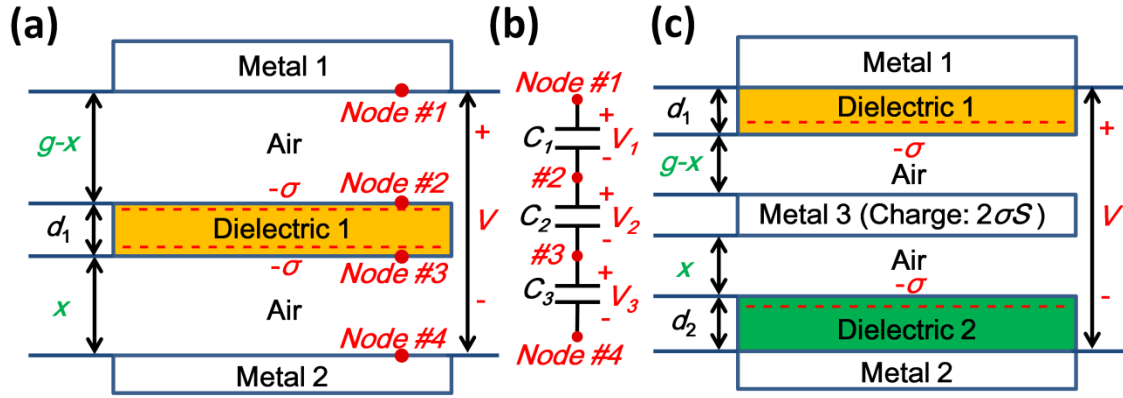 (a)
Metal 1
Node #1
g-x
Air
-σ
Node #2
d1
Dielectric 1
-σ
Node #3
x
Air
Node #4
Metal 2
+
V
-
(b)
Node #1
C1
+
V1
-
#2
C2
+
V2
-
#3
C3
+
V3
-
Node #4
(c)
Metal 1
d1
Dielectric 1
-σ
g-x
Air
Metal 3 (Charge: 2σS )
x
Air
-σ
d2
Dielectric 2
Metal 2
+
V
-